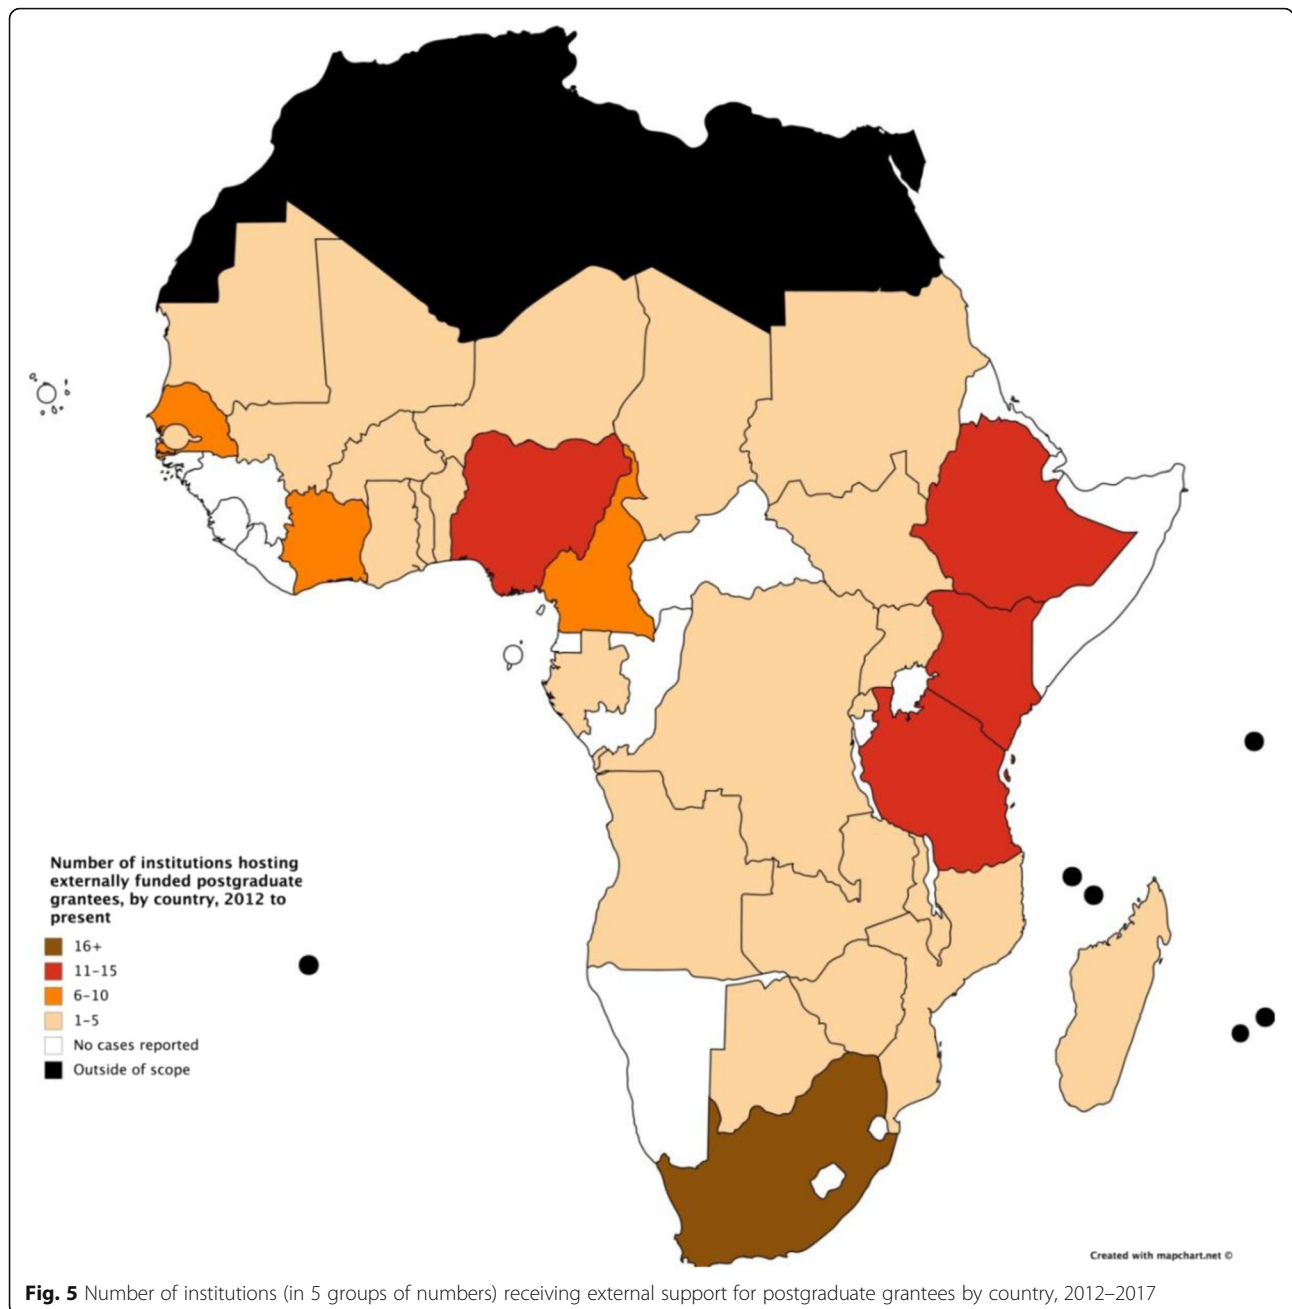 Number of institutions hosting
externally funded postgraduate
grantees, by country, 2012 to
present
16+
11-15
6-10
1-5
No cases reported
Outside of scope
Created with mapchart.net ©
Fig. 5 Number of institutions (in 5 groups of numbers) receiving external support for postgraduate grantees by country, 2012–2017